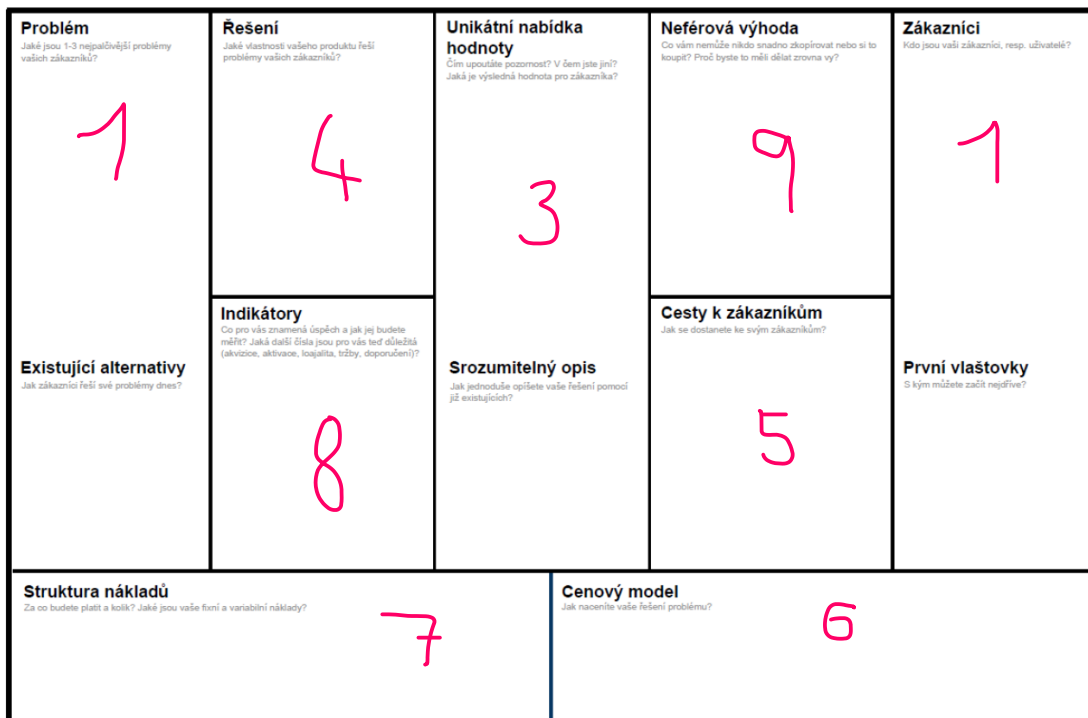 Problém
Jaké jsou 1-3 nejpalčivější problémy
vašich zákazníků?
1
Existující alternativy
Jak zákazníci řeší své problémy dnes?
Řešení
Jaké vlastnosti vašeho produktu řeší
problémy vašich zákazníků?
4
Indikátory
Co pro vás znamená úspěch a jak jej budete
měřit? Jaká další čísla jsou pro vás teď důležitá
(akvizice, aktivace, loajalita, tržby, doporučení)?
8
Unikátní nabídka
hodnoty
Čím upoutáte pozornost? V čem jste jiní?
Jaká je výsledná hodnota pro zákazníka?
3
Srozumitelný opis
Jak jednoduše opíšete vaše řešení pomocí
již existujících?
Neférová výhoda
Co vám nemůže nikdo snadno zkopírovat nebo si to
koupit? Proč byste to měli dělat zrovna vy?
9
Cesty k zákazníkům
Jak se dostanete ke svým zákazníkům?
5
Zákazníci
Kdo jsou vaši zákazníci, resp. uživatelé?
1
První vlaštovky
S kým můžete začít nejdříve?
Struktura nákladů
Za co budete platit a kolik? Jaké jsou vaše fixní a variabilní náklady?
7
Cenový model
Jak naceníte vaše řešení problému?
6